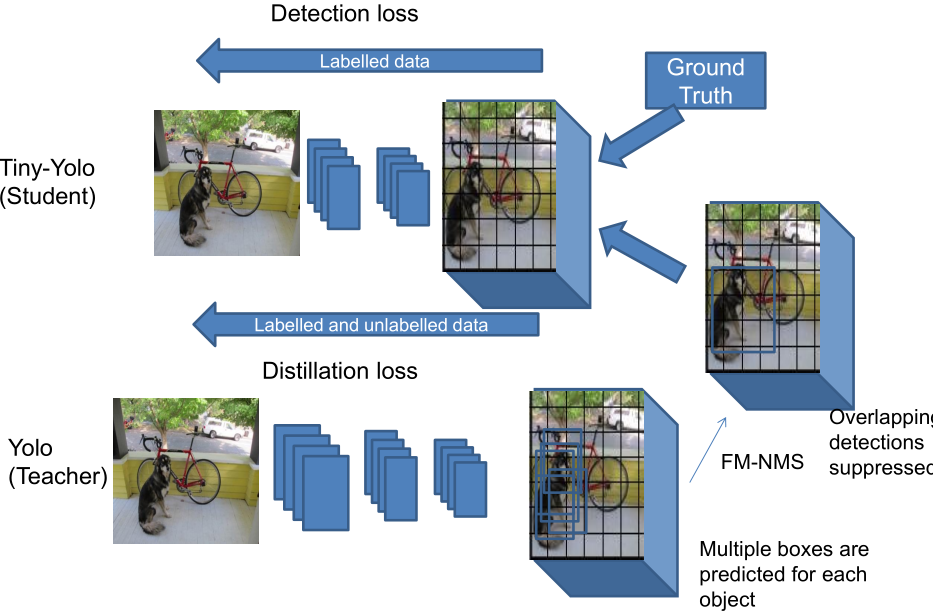 Detection loss
Labelled data
Ground
Truth
Tiny-Yolo
(Student)
Labelled and unlabelled data
Distillation loss
Yolo
(Teacher)
FM-NMS
Overlapping
detections
suppressed
Multiple boxes are
predicted for each
object